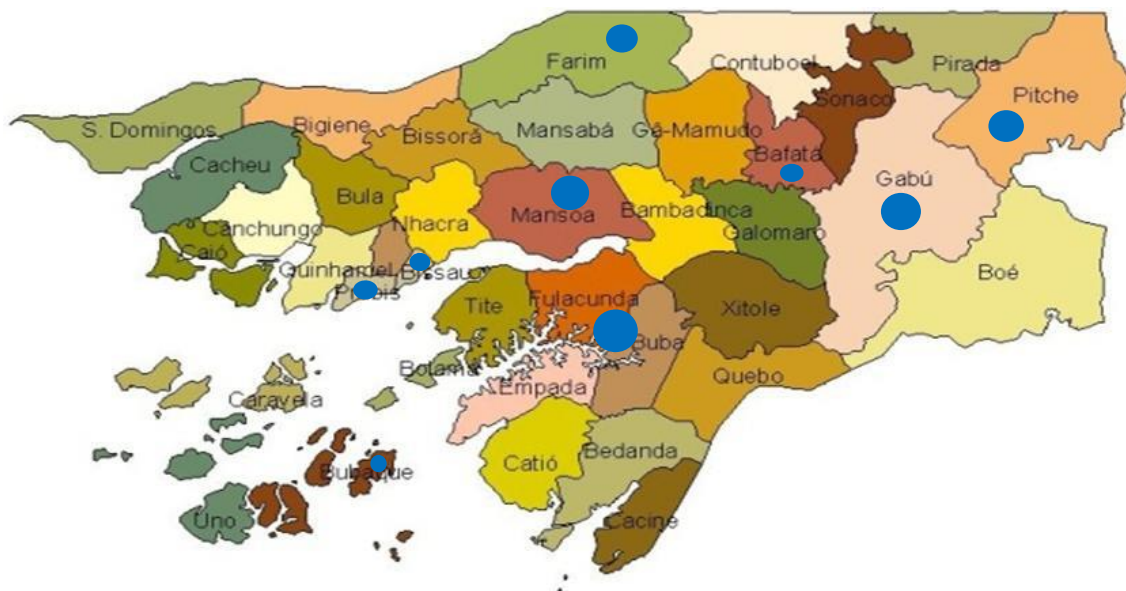 Farim
Contuboel
Pirada
Pitche
Sonaco
S. Domingos
Bigiene
Bissorã
Mansabá
Gã-Mamudo
Bafatá
Cacheu
Bula
Gabú
Canchungo
Nhacra
Mansoa
Bambadinca
Galomaro
Caió
Quinhamel
Bissau
Boé
Tite
Fulacunda
Xitole
Buba
Bolama
Empada
Quebo
Caravela
Bubaque
Catió
Bedanda
Uno
Cacine